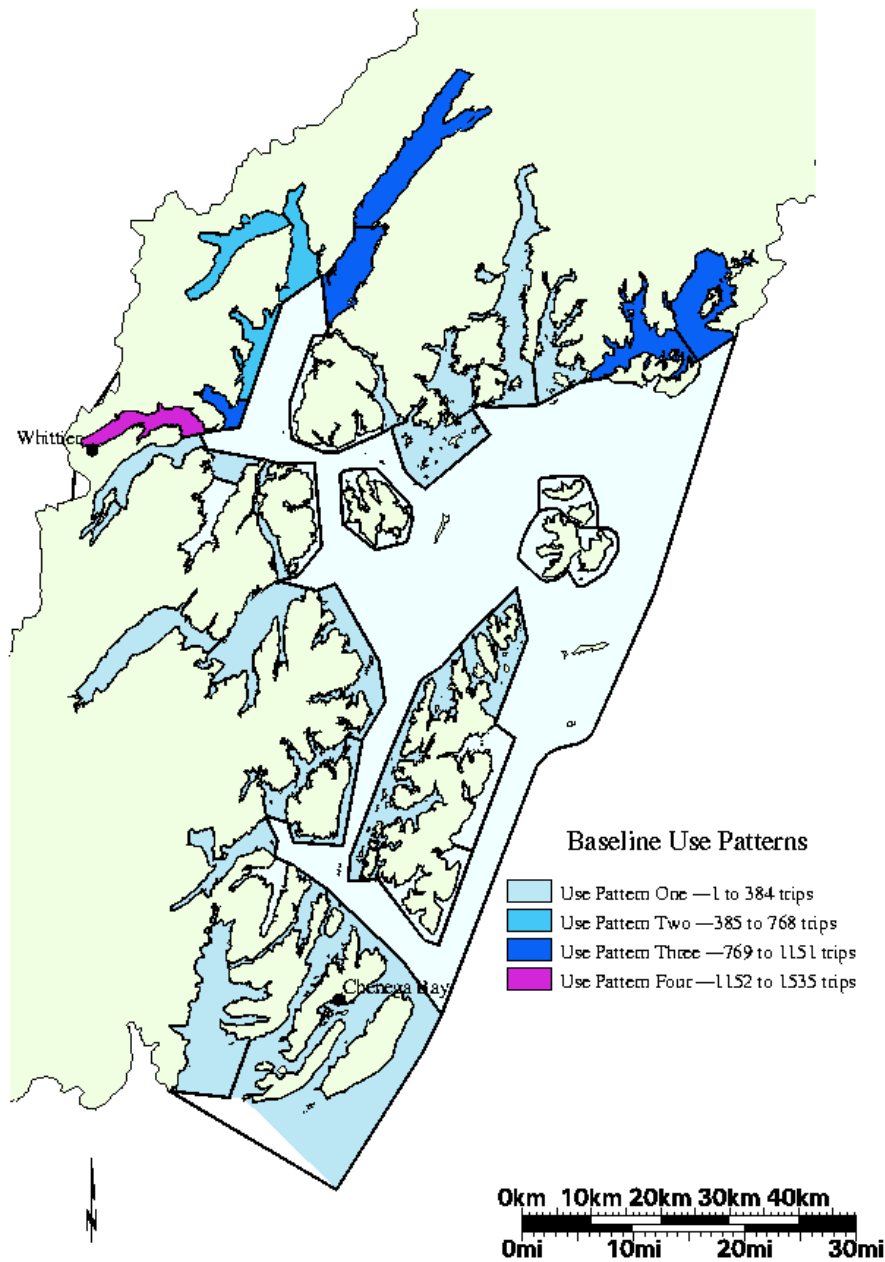 Whittier
Baseline Use Patterns
Use Pattern One —1 to 384 trips
Use Pattern Two —385 to 768 trips
Use Pattern Three —769 to 1151 trips
Use Pattern Four —1152 to 1535 trips
Chenega Bay
N
0km 10km 20km 30km 40km
0mi 10mi 20mi 30mi